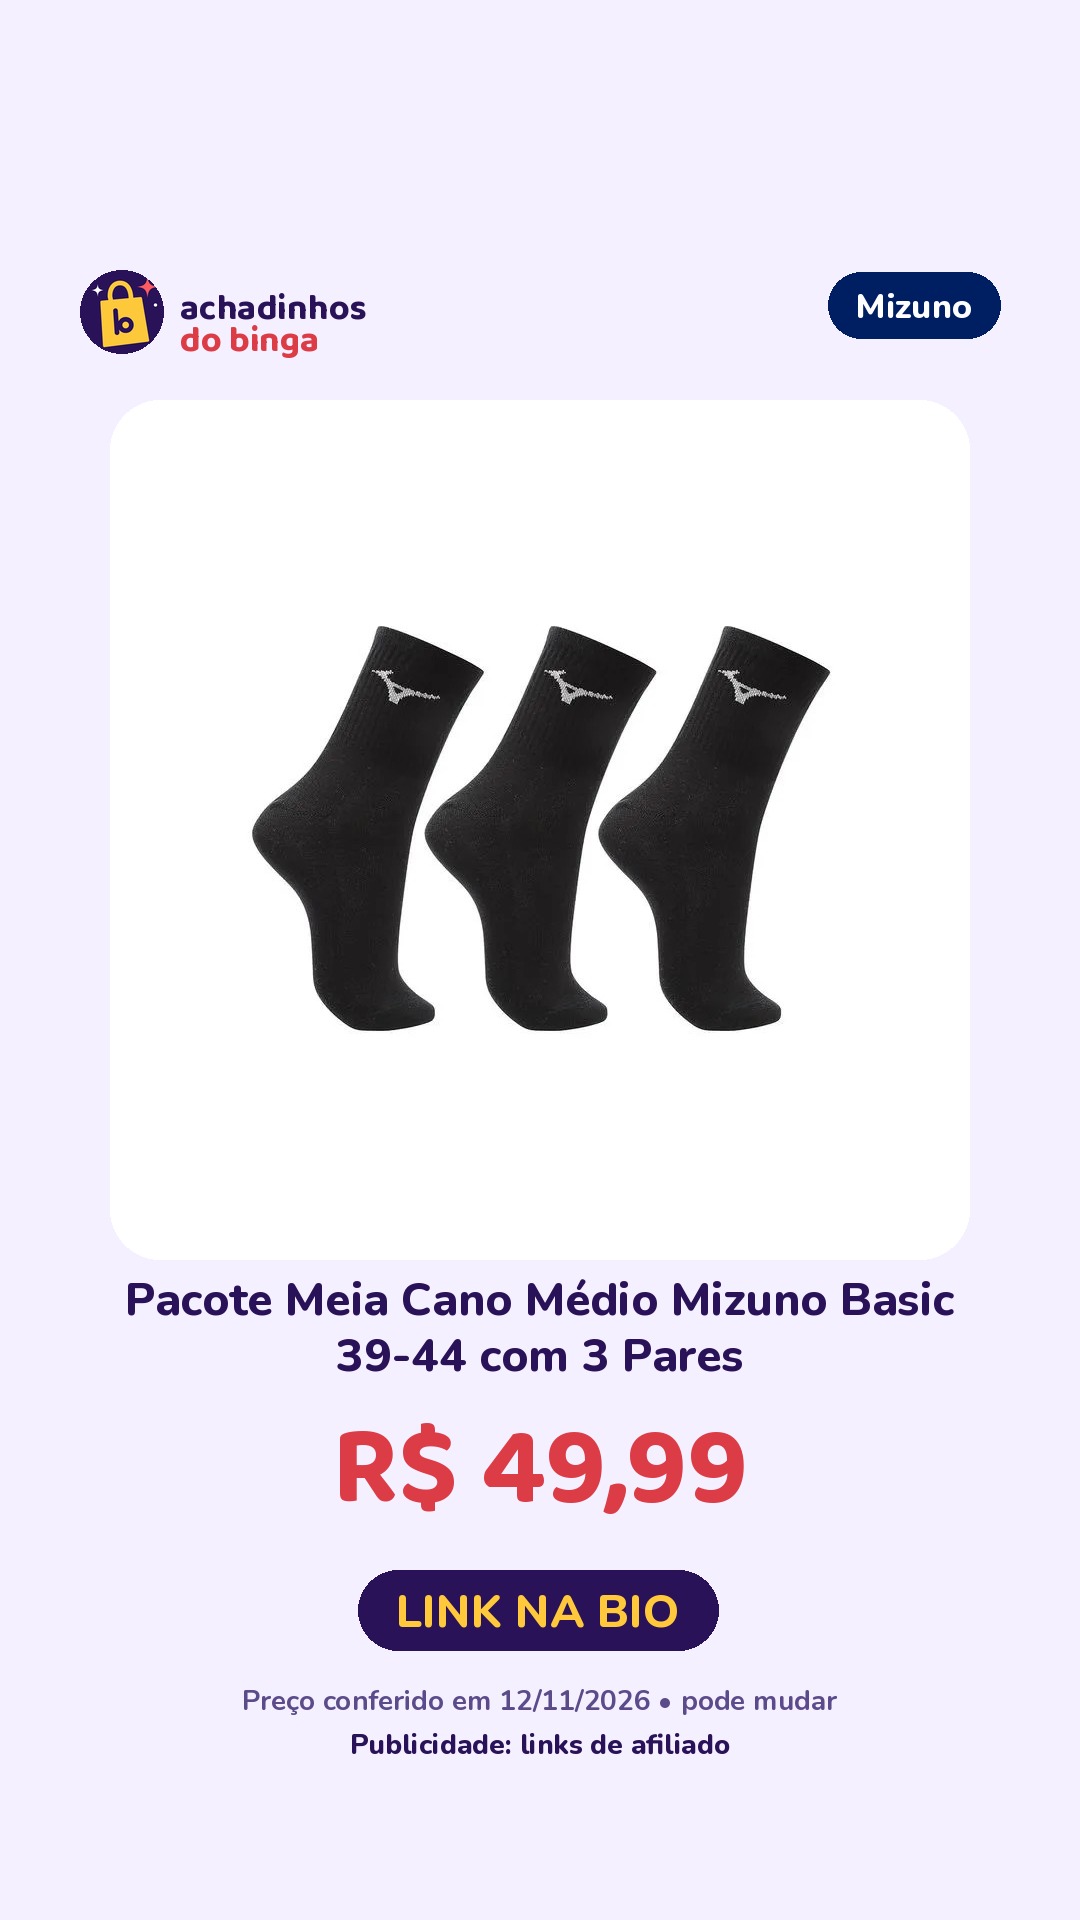 b
achadinhos
do binga
Mizuno
Pacote Meia Cano Médio Mizuno Basic
39-44 com 3 Pares
R$ 49,99
LINK NA BIO
Preço conferido em 12/11/2026 • pode mudar
Publicidade: links de afiliado